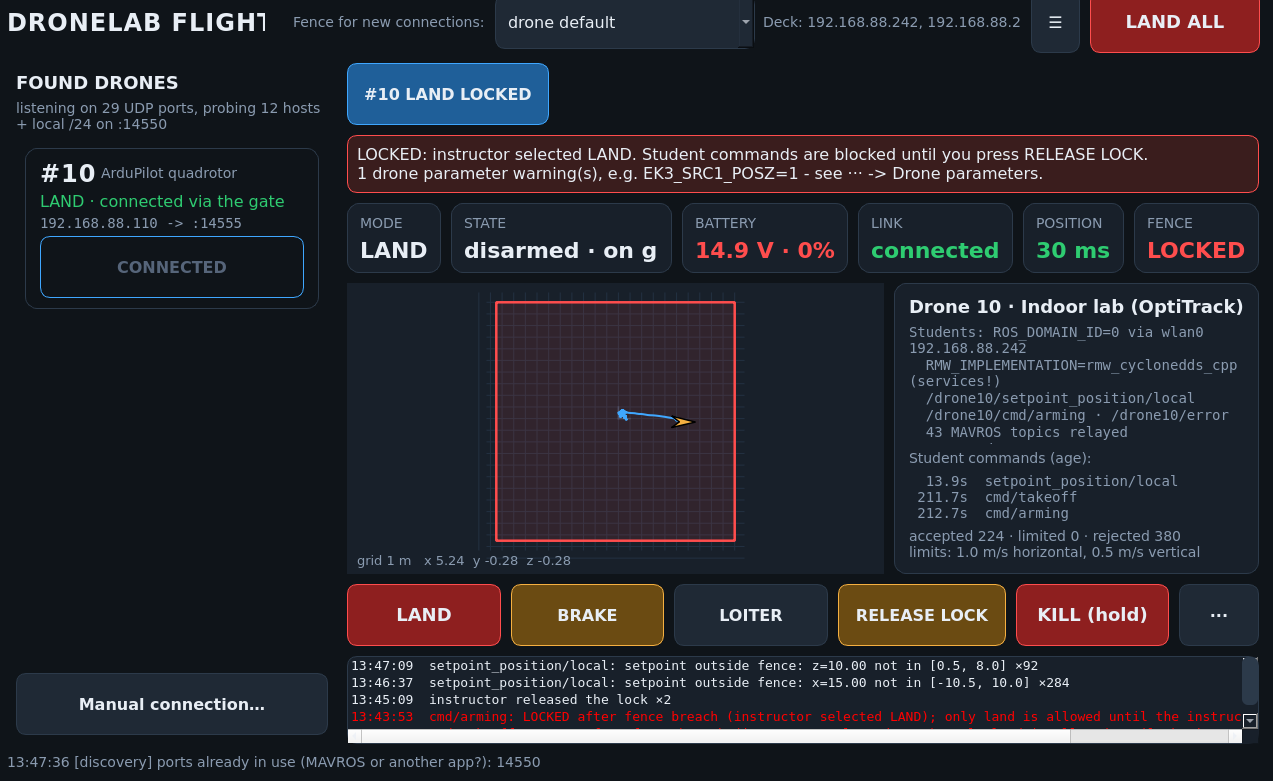 DRONELAB FLIGHT
Fence for new connections:
drone default
Deck: 192.168.88.242, 192.168.88.2
☰
LAND ALL
FOUND DRONES
listening on 29 UDP ports, probing 12 hosts
+ local /24 on :14550
#10 ArduPilot quadrotor
LAND · connected via the gate
192.168.88.110 -> :14555
CONNECTED
Manual connection…
#10 LAND LOCKED
LOCKED: instructor selected LAND. Student commands are blocked until you press RELEASE LOCK.
1 drone parameter warning(s), e.g. EK3_SRC1_POSZ=1 - see ··· -> Drone parameters.
MODE
LAND
STATE
disarmed · on g
BATTERY
14.9 V · 0%
LINK
connected
POSITION
30 ms
FENCE
LOCKED
grid 1 m x 5.24 y -0.28 z -0.28
Drone 10 · Indoor lab (OptiTrack)
Students: ROS_DOMAIN_ID=0 via wlan0
192.168.88.242
RMW_IMPLEMENTATION=rmw_cyclonedds_cpp
(services!)
/drone10/setpoint_position/local
/drone10/cmd/arming · /drone10/error
43 MAVROS topics relayed
Student commands (age):
13.9s setpoint_position/local
211.7s cmd/takeoff
212.7s cmd/arming
accepted 224 · limited 0 · rejected 380
limits: 1.0 m/s horizontal, 0.5 m/s vertical
LAND
BRAKE
LOITER
RELEASE LOCK
KILL (hold)
···
13:47:09 setpoint_position/local: setpoint outside fence: z=10.00 not in [0.5, 8.0] ×92
13:46:37 setpoint_position/local: setpoint outside fence: x=15.00 not in [-10.5, 10.0] ×284
13:45:09 instructor released the lock ×2
13:43:53 cmd/arming: LOCKED after fence breach (instructor selected LAND); only land is allowed until the instruc
13:47:36 [discovery] ports already in use (MAVROS or another app?): 14550